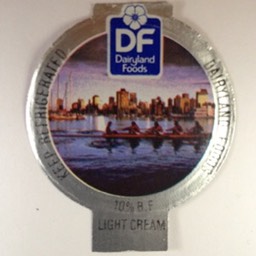 DF
Dairyland
Foods
KEEP REFRIGERATED
DAIRYLAND FOODS
10% B.F.
LIGHT CREAM